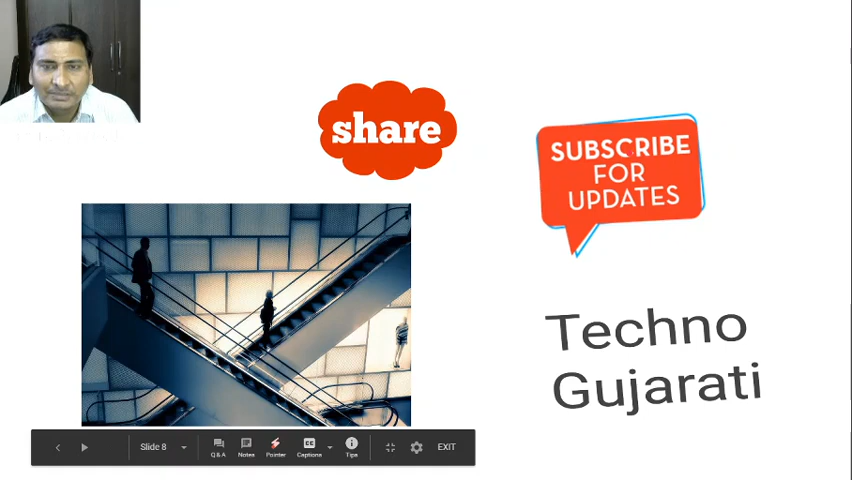 share
SUBSCRIBE
FOR
UPDATES
Techno
Gujarati
Slide 8
Q&A
Notes
Pointer
Captions
Tips
EXIT